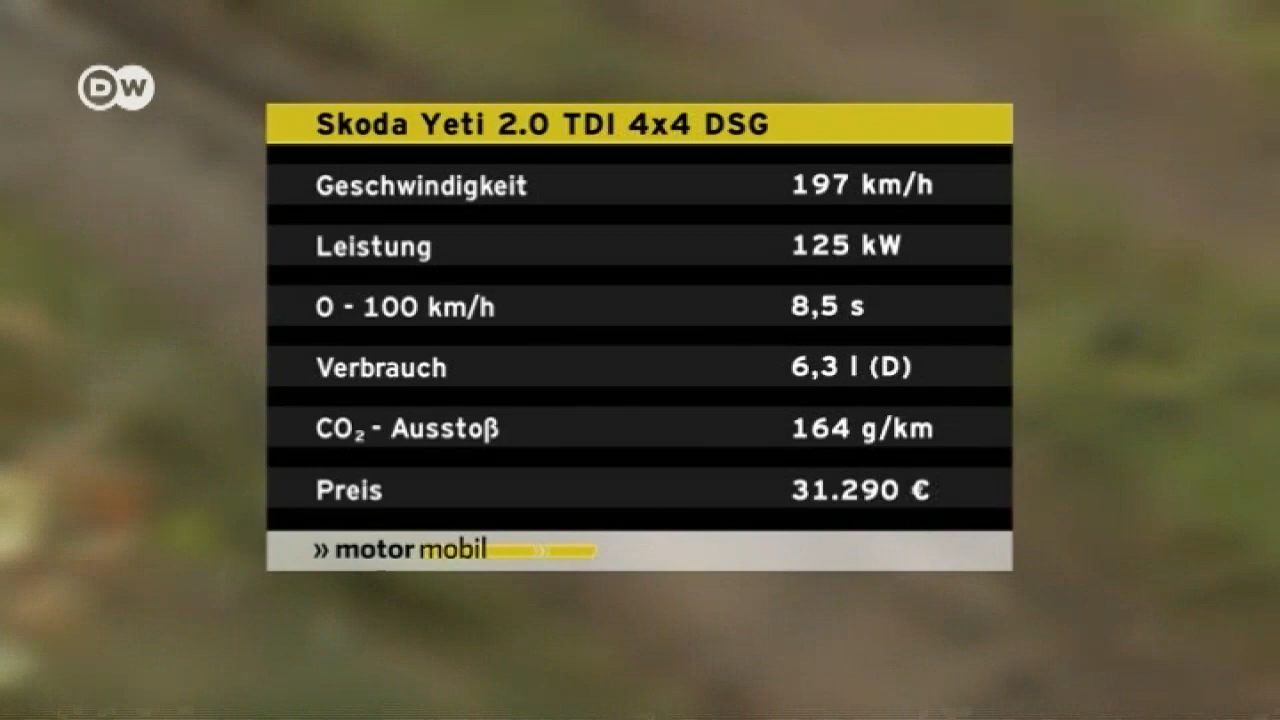 DW
Skoda Yeti 2.0 TDI 4x4 DSG
Geschwindigkeit 197 km/h
Leistung 125 kW
0 - 100 km/h 8,5 s
Verbrauch 6,3 l (D)
CO₂ - Ausstoß 164 g/km
Preis 31.290 €
» motor mobil